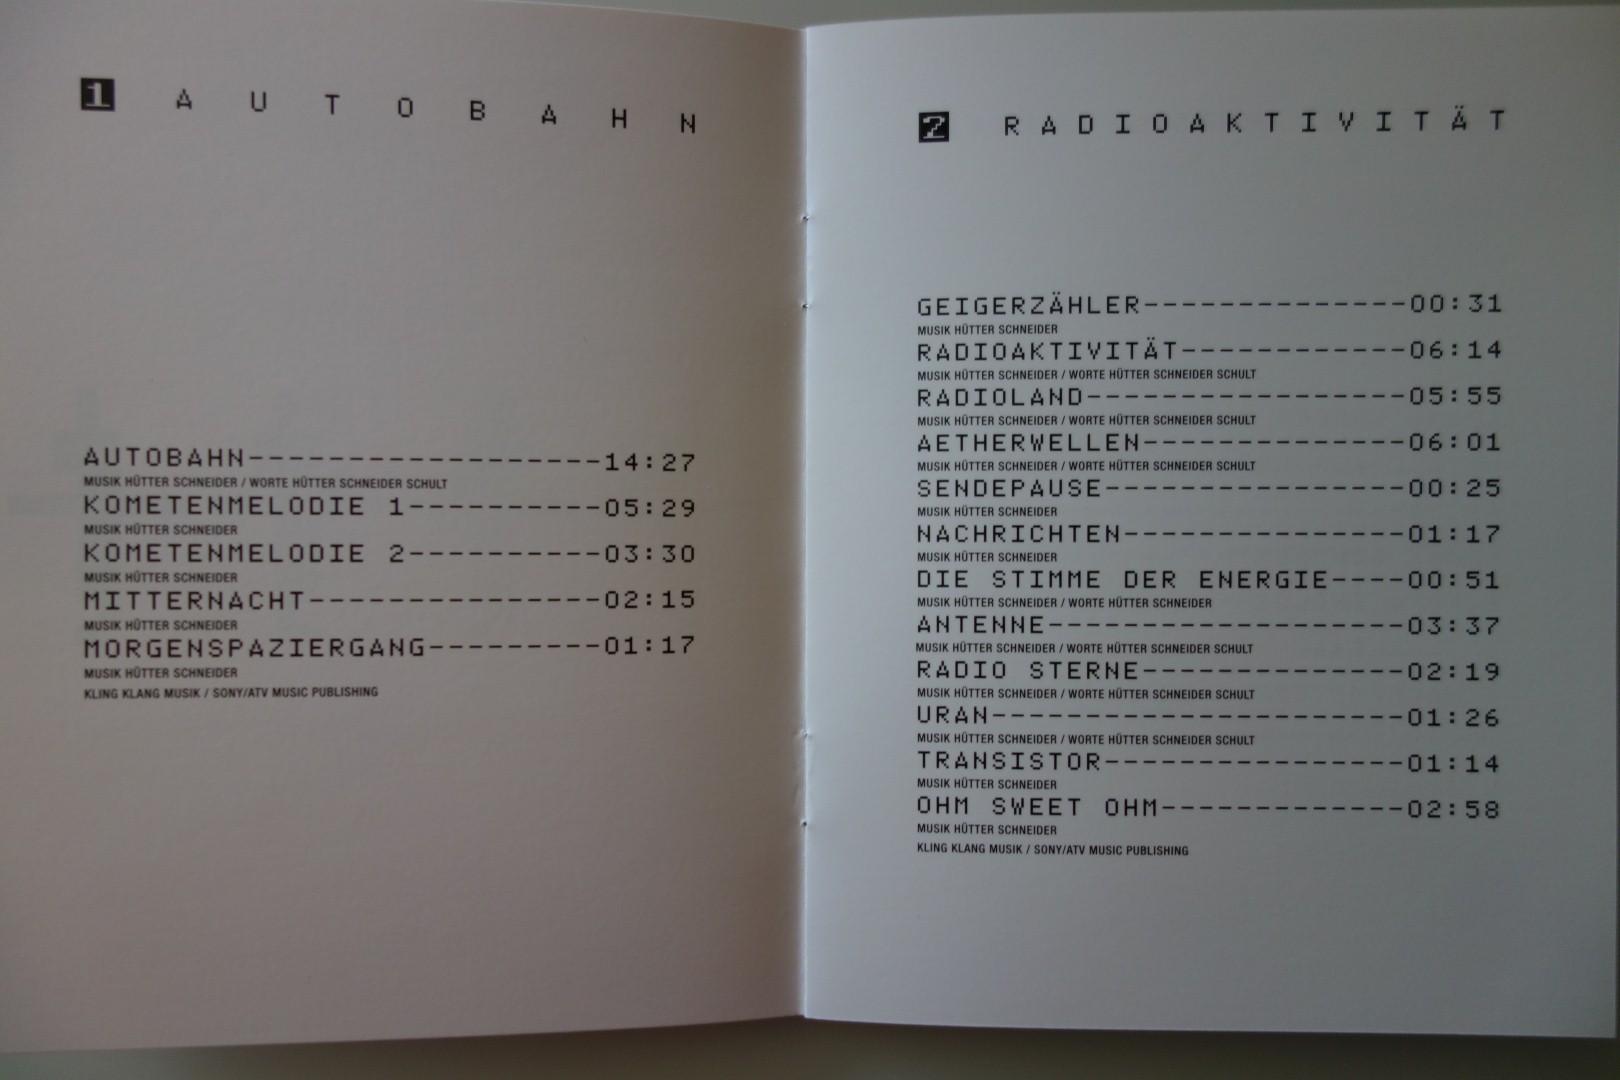 1 AUTOBAHN
AUTOBAHN------------------14:27
MUSIK HÜTTER SCHNEIDER / WORTE HÜTTER SCHNEIDER SCHULT
KOMETENMELODIE 1----------05:29
MUSIK HÜTTER SCHNEIDER
KOMETENMELODIE 2----------03:30
MUSIK HÜTTER SCHNEIDER
MITTERNACHT---------------02:15
MUSIK HÜTTER SCHNEIDER
MORGENSPAZIERGANG---------01:17
MUSIK HÜTTER SCHNEIDER
KLING KLANG MUSIK / SONY/ATV MUSIC PUBLISHING
2 RADIOAKTIVITÄT
GEIGERZÄHLER--------------00:31
MUSIK HÜTTER SCHNEIDER
RADIOAKTIVITÄT------------06:14
MUSIK HÜTTER SCHNEIDER / WORTE HÜTTER SCHNEIDER SCHULT
RADIOLAND-----------------05:55
MUSIK HÜTTER SCHNEIDER / WORTE HÜTTER SCHNEIDER SCHULT
AETHERWELLEN--------------06:01
MUSIK HÜTTER SCHNEIDER / WORTE HÜTTER SCHNEIDER SCHULT
SENDEPAUSE----------------00:25
MUSIK HÜTTER SCHNEIDER
NACHRICHTEN---------------01:17
MUSIK HÜTTER SCHNEIDER
DIE STIMME DER ENERGIE----00:51
MUSIK HÜTTER SCHNEIDER / WORTE HÜTTER SCHNEIDER
ANTENNE-------------------03:37
MUSIK HÜTTER SCHNEIDER / WORTE HÜTTER SCHNEIDER SCHULT
RADIO STERNE--------------02:19
MUSIK HÜTTER SCHNEIDER / WORTE HÜTTER SCHNEIDER SCHULT
URAN----------------------01:26
MUSIK HÜTTER SCHNEIDER / WORTE HÜTTER SCHNEIDER SCHULT
TRANSISTOR----------------01:14
MUSIK HÜTTER SCHNEIDER
OHM SWEET OHM-------------02:58
MUSIK HÜTTER SCHNEIDER
KLING KLANG MUSIK / SONY/ATV MUSIC PUBLISHING